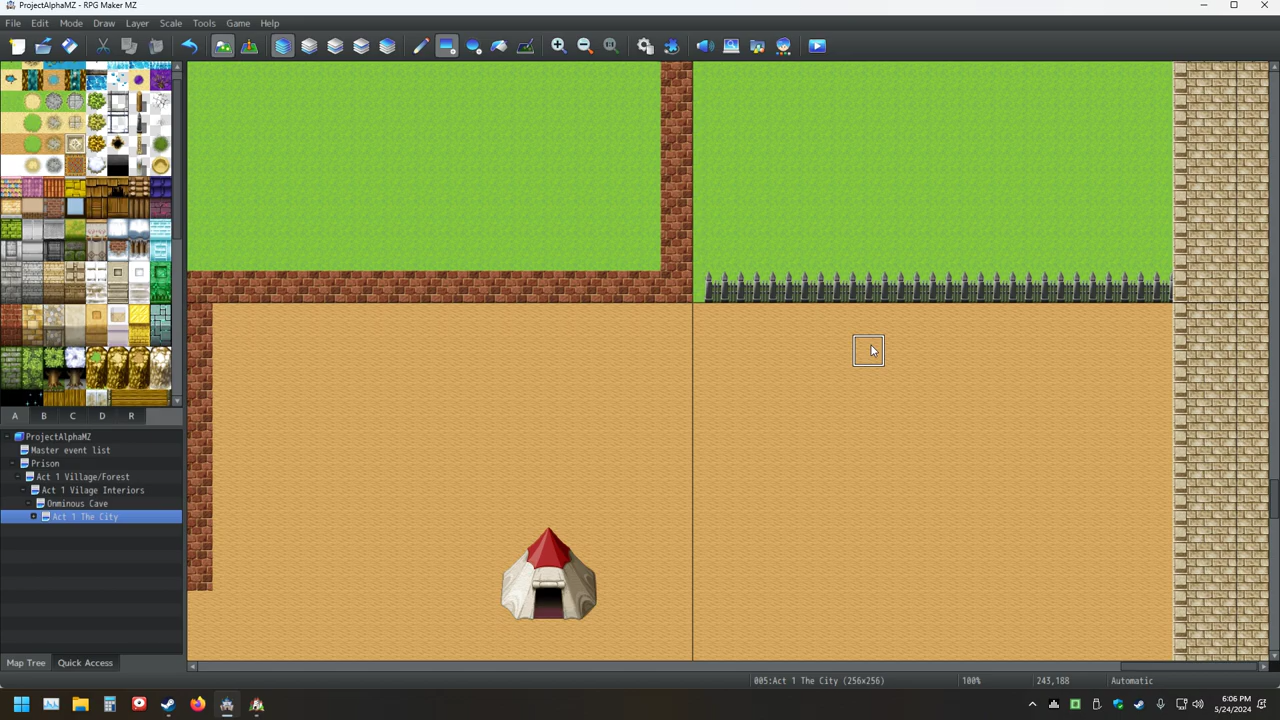 ProjectAlphaMZ - RPG Maker MZ
File Edit Mode Draw Layer Scale Tools Game Help
A B C D R
ProjectAlphaMZ
Master event list
Prison
Act 1 Village/Forest
Act 1 Vilage Interiors
Onminous Cave
Act 1 The City
Map Tree Quick Access
005:Act 1 The City (256x256) 100% 243,188 Automatic
6:06 PM
5/24/2024